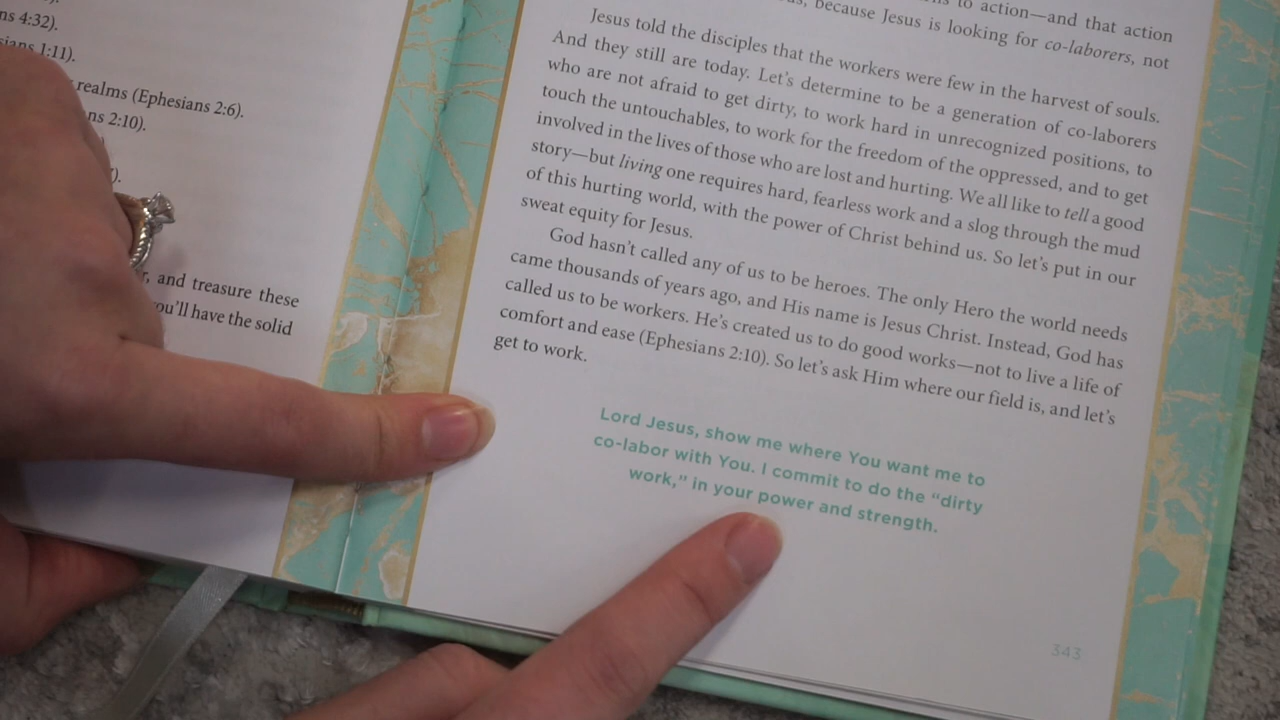 ns 4:32).
sians 1:11).
realms (Ephesians 2:6).
ns 2:10).
r, and treasure these
you'll have the solid
to action—and that action
because Jesus is looking for co-laborers, not
Jesus told the disciples that the workers were few in the harvest of souls.
And they still are today. Let's determine to be a generation of co-laborers
who are not afraid to get dirty, to work hard in unrecognized positions, to
touch the untouchables, to work for the freedom of the oppressed, and to get
involved in the lives of those who are lost and hurting. We all like to tell a good
story—but living one requires hard, fearless work and a slog through the mud
of this hurting world, with the power of Christ behind us. So let's put in our
sweat equity for Jesus.
God hasn't called any of us to be heroes. The only Hero the world needs
came thousands of years ago, and His name is Jesus Christ. Instead, God has
called us to be workers. He's created us to do good works—not to live a life of
comfort and ease (Ephesians 2:10). So let's ask Him where our field is, and let's
get to work.
Lord Jesus, show me where You want me to
co-labor with You. I commit to do the “dirty
work,” in your power and strength.
343